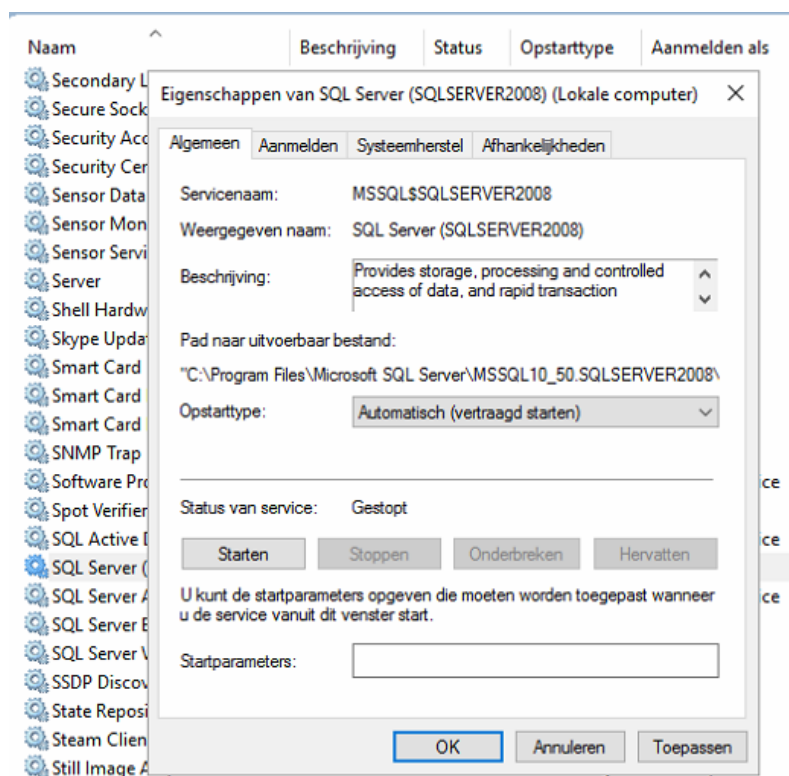 Naam Beschrijving Status Opstarttype Aanmelden als
Secondary L
Secure Sock
Security Acc
Security Cer
Sensor Data
Sensor Mon
Sensor Servi
Server
Shell Hardw
Skype Updat
Smart Card
Smart Card
Smart Card
SNMP Trap
Software Pro
Spot Verifier
SQL Active D
SQL Server (
SQL Server A
SQL Server B
SQL Server V
SSDP Discov
State Reposi
Steam Clien
Still Image A
Eigenschappen van SQL Server (SQLSERVER2008) (Lokale computer)
Algemeen Aanmelden Systeemherstel Afhankelijkheden
Servicenaam: MSSQL$SQLSERVER2008
Weergegeven naam: SQL Server (SQLSERVER2008)
Beschrijving: Provides storage, processing and controlled
access of data, and rapid transaction
Pad naar uitvoerbaar bestand:
"C:\Program Files\Microsoft SQL Server\MSSQL10_50.SQLSERVER2008\
Opstarttype: Automatisch (vertraagd starten)
Status van service: Gestopt
Starten Stoppen Onderbreken Hervatten
U kunt de startparameters opgeven die moeten worden toegepast wanneer
u de service vanuit dit venster start.
Startparameters:
OK Annuleren Toepassen
ice
ice
ice